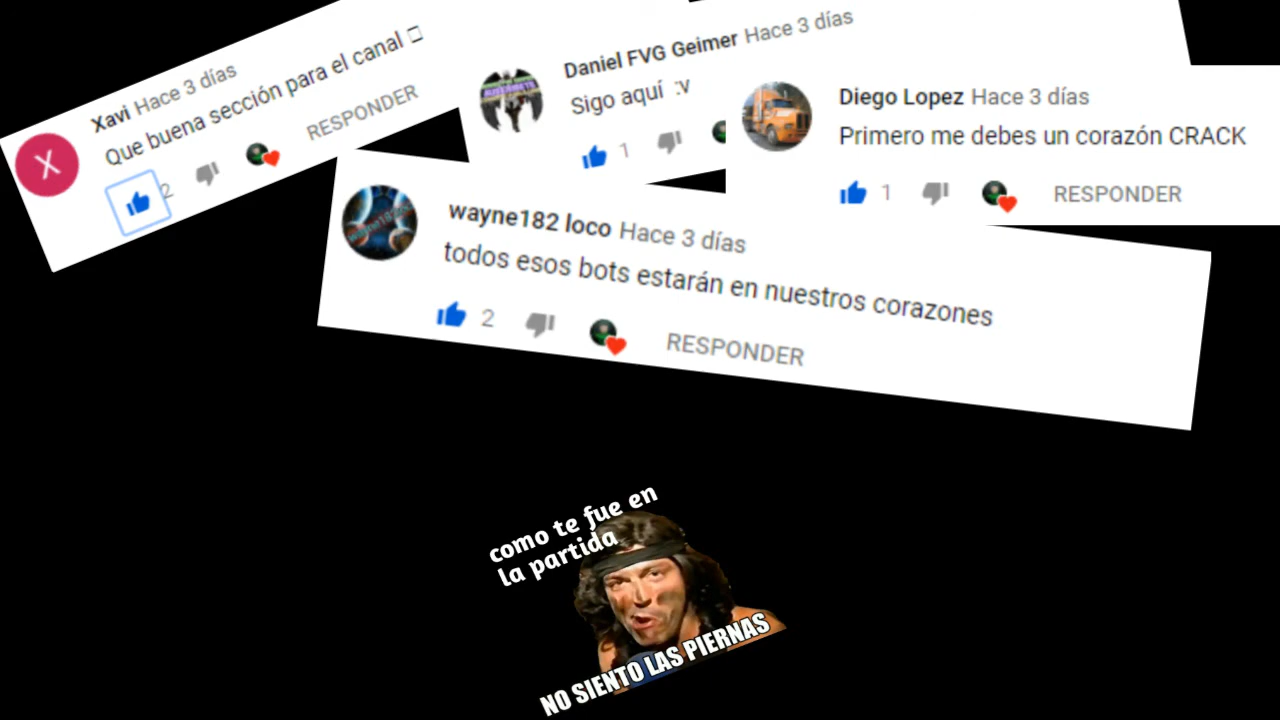 Xavi Hace 3 días
Que buena sección para el canal
2
RESPONDER
Daniel FVG Geimer Hace 3 días
Sigo aquí :v
1
Diego Lopez Hace 3 días
Primero me debes un corazón CRACK
1
RESPONDER
wayne182 loco Hace 3 días
todos esos bots estarán en nuestros corazones
2
RESPONDER
como te fue en
la partida
NO SIENTO LAS PIERNAS